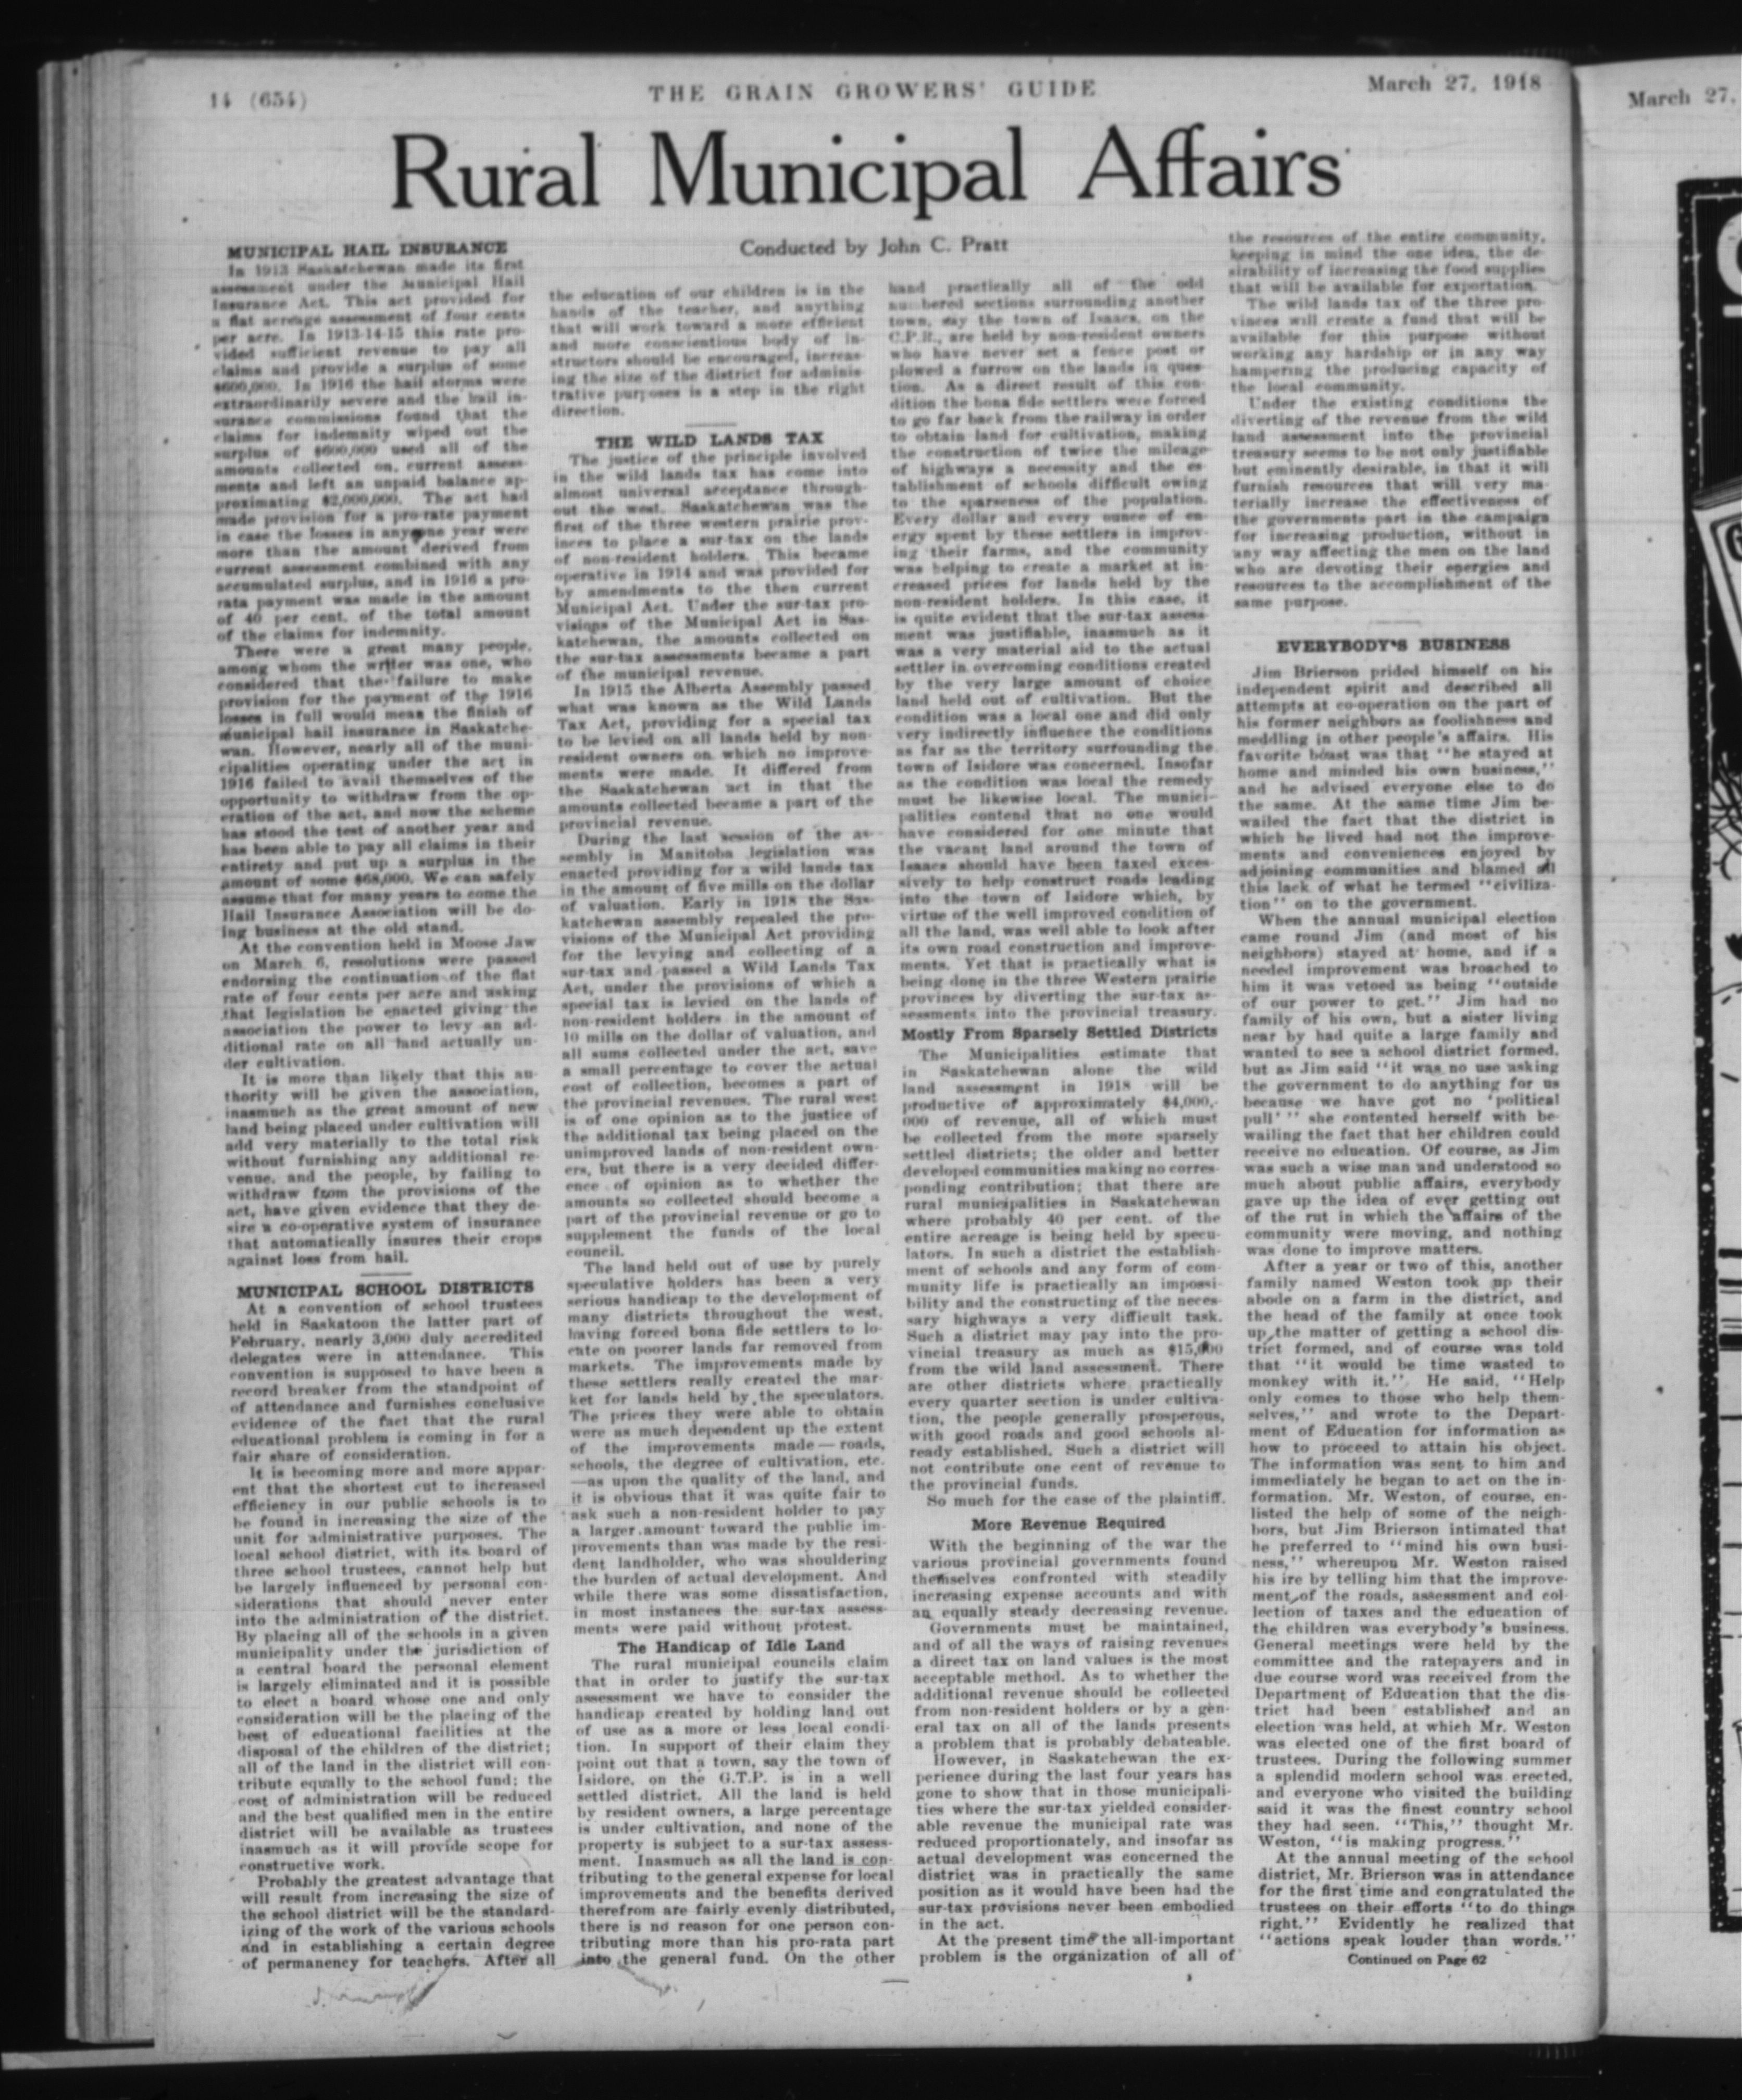 14 (654)
THE GRAIN GROWERS' GUIDE
March 27, 1918
Rural Municipal Affairs
Conducted by John C. Pratt
MUNICIPAL HAIL INSURANCE
In 1913 Saskatchewan made its first
assessment under the Municipal Hail
Insurance Act. This act provided for
a flat acreage assessment of four cents
per acre. In 1913-14-15 this rate pro-
vided sufficient revenue to pay all
claims and provide a surplus of some
$600,000. In 1916 the hail storms were
extraordinarily severe and the hail in-
surance commissions found that the
claims for indemnity wiped out the
surplus of $600,000 used all of the
amounts collected on current assess-
ments and left an unpaid balance ap-
proximating $2,000,000. The act had
made provision for a pro-rate payment
in case the losses in any one year were
more than the amount derived from
current assessment combined with any
accumulated surplus, and in 1916 a pro-
rata payment was made in the amount
of 40 per cent. of the total amount
of the claims for indemnity.
There were a great many people,
among whom the writer was one, who
considered that the failure to make
provision for the payment of the 1916
losses in full would mean the finish of
municipal hail insurance in Saskatche-
wan. However, nearly all of the muni-
cipalities operating under the act in
1916 failed to avail themselves of the
opportunity to withdraw from the op-
eration of the act, and now the scheme
has stood the test of another year and
has been able to pay all claims in their
entirety and put up a surplus in the
amount of some $68,000. We can safely
assume that for many years to come the
Hail Insurance Association will be do-
ing business at the old stand.
At the convention held in Moose Jaw
on March 6, resolutions were passed
endorsing the continuation of the flat
rate of four cents per acre and asking
that legislation be enacted giving the
association the power to levy an ad-
ditional rate on all land actually un-
der cultivation.
It is more than likely that this au-
thority will be given the association,
inasmuch as the great amount of new
land being placed under cultivation will
add very materially to the total risk
without furnishing any additional re-
venue, and the people, by failing to
withdraw from the provisions of the
act, have given evidence that they de-
sire a co-operative system of insurance
that automatically insures their crops
against loss from hail.
MUNICIPAL SCHOOL DISTRICTS
At a convention of school trustees
held in Saskatoon the latter part of
February, nearly 3,000 duly accredited
delegates were in attendance. This
convention is supposed to have been a
record breaker from the standpoint of
of attendance and furnishes conclusive
evidence of the fact that the rural
educational problem is coming in for a
fair share of consideration.
It is becoming more and more appar-
ent that the shortest cut to increased
efficiency in our public schools is to
be found in increasing the size of the
unit for administrative purposes. The
local school district, with its board of
three school trustees, cannot help but
be largely influenced by personal con-
siderations that should never enter
into the administration of the district.
By placing all of the schools in a given
municipality under the jurisdiction of
a central board the personal element
is largely eliminated and it is possible
to elect a board whose one and only
consideration will be the placing of the
best of educational facilities at the
disposal of the children of the district;
all of the land in the district will con-
tribute equally to the school fund; the
cost of administration will be reduced
and the best qualified men in the entire
district will be available as trustees
inasmuch as it will provide scope for
constructive work.
Probably the greatest advantage that
will result from increasing the size of
the school district will be the standard-
izing of the work of the various schools
and in establishing a certain degree
of permanency for teachers. After all
the education of our children is in the
hands of the teacher, and anything
that will work toward a more efficient
and more conscientious body of in-
structors should be encouraged, increas-
ing the size of the district for adminis-
trative purposes is a step in the right
direction.
THE WILD LANDS TAX
The justice of the principle involved
in the wild lands tax has come into
almost universal acceptance through-
out the west. Saskatchewan was the
first of the three western prairie prov-
inces to place a sur-tax on the lands
of non-resident holders. This became
operative in 1914 and was provided for
by amendments to the then current
Municipal Act. Under the sur-tax pro-
visions of the Municipal Act in Sas-
katchewan, the amounts collected on
the sur-tax assessments became a part
of the municipal revenue.
In 1915 the Alberta Assembly passed
what was known as the Wild Lands
Tax Act, providing for a special tax
to be levied on all lands held by non-
resident owners on which no improve-
ments were made. It differed from
the Saskatchewan act in that the
amounts collected became a part of the
provincial revenue.
During the last session of the as-
sembly in Manitoba legislation was
enacted providing for a wild lands tax
in the amount of five mills on the dollar
of valuation. Early in 1918 the Sas-
katchewan assembly repealed the pro-
visions of the Municipal Act providing
for the levying and collecting of a
sur-tax and passed a Wild Lands Tax
Act, under the provisions of which a
special tax is levied on the lands of
non-resident holders in the amount of
10 mills on the dollar of valuation, and
all sums collected under the act, save
a small percentage to cover the actual
cost of collection, becomes a part of
the provincial revenues. The rural west
is of one opinion as to the justice of
the additional tax being placed on the
unimproved lands of non-resident own-
ers, but there is a very decided differ-
ence of opinion as to whether the
amounts so collected should become a
part of the provincial revenue or go to
supplement the funds of the local
council.
The land held out of use by purely
speculative holders has been a very
serious handicap to the development of
many districts throughout the west,
having forced bona fide settlers to lo-
cate on poorer lands far removed from
markets. The improvements made by
these settlers really created the mar-
ket for lands held by the speculators.
The prices they were able to obtain
were as much dependent up the extent
of the improvements made—roads,
schools, the degree of cultivation, etc.
—as upon the quality of the land, and
it is obvious that it was quite fair to
ask such a non-resident holder to pay
a larger amount toward the public im-
provements than was made by the resi-
dent landholder, who was shouldering
the burden of actual development. And
while there was some dissatisfaction,
in most instances the sur-tax assess-
ments were paid without protest.
The Handicap of Idle Land
The rural municipal councils claim
that in order to justify the sur-tax
assessment we have to consider the
handicap created by holding land out
of use as a more or less local condi-
tion. In support of their claim they
point out that a town, say the town of
Isidore, on the G.T.P. is in a well
settled district. All the land is held
by resident owners, a large percentage
is under cultivation, and none of the
property is subject to a sur-tax assess-
ment. Inasmuch as all the land is con-
tributing to the general expense for local
improvements and the benefits derived
therefrom are fairly evenly distributed,
there is no reason for one person con-
tributing more than his pro-rata part
into the general fund. On the other
hand practically all of the odd
numbered sections surrounding another
town, say the town of Isaacs, on the
C.P.R., are held by non-resident owners
who have never set a fence post or
plowed a furrow on the lands in ques-
tion. As a direct result of this con-
dition the bona fide settlers were forced
to go far back from the railway in order
to obtain land for cultivation, making
the construction of twice the mileage
of highways a necessity and the es-
tablishment of schools difficult owing
to the sparseness of the population.
Every dollar and every ounce of en-
ergy spent by these settlers in improv-
ing their farms, and the community
was helping to create a market at in-
creased prices for lands held by the
non-resident holders. In this case, it
is quite evident that the sur-tax assess-
ment was justifiable, inasmuch as it
was a very material aid to the actual
settler in overcoming conditions created
by the very large amount of choice
land held out of cultivation. But the
condition was a local one and did only
very indirectly influence the conditions
as far as the territory surrounding the
town of Isidore was concerned. Insofar
as the condition was local the remedy
must be likewise local. The munici-
palities contend that no one would
have considered for one minute that
the vacant land around the town of
Isaacs should have been taxed exces-
sively to help construct roads leading
into the town of Isidore which, by
virtue of the well improved condition of
all the land, was well able to look after
its own road construction and improve-
ments. Yet that is practically what is
being done in the three Western prairie
provinces by diverting the sur-tax as-
sessments into the provincial treasury.
Mostly From Sparsely Settled Districts
The Municipalities estimate that
in Saskatchewan alone the wild
land assessment in 1918 will be
productive of approximately $4,000,-
000 of revenue, all of which must
be collected from the more sparsely
settled districts; the older and better
developed communities making no corres-
ponding contribution; that there are
rural municipalities in Saskatchewan
where probably 40 per cent. of the
entire acreage is being held by specu-
lators. In such a district the establish-
ment of schools and any form of com-
munity life is practically an impossi-
bility and the constructing of the neces-
sary highways a very difficult task.
Such a district may pay into the pro-
vincial treasury as much as $15,000
from the wild land assessment. There
are other districts where practically
every quarter section is under cultiva-
tion, the people generally prosperous,
with good roads and good schools al-
ready established. Such a district will
not contribute one cent of revenue to
the provincial funds.
So much for the case of the plaintiff.
More Revenue Required
With the beginning of the war the
various provincial governments found
themselves confronted with steadily
increasing expense accounts and with
an equally steady decreasing revenue.
Governments must be maintained,
and of all the ways of raising revenues
a direct tax on land values is the most
acceptable method. As to whether the
additional revenue should be collected
from non-resident holders or by a gen-
eral tax on all of the lands presents
a problem that is probably debateable.
However, in Saskatchewan the ex-
perience during the last four years has
gone to show that in those municipali-
ties where the sur-tax yielded consider-
able revenue the municipal rate was
reduced proportionately, and insofar as
actual development was concerned the
district was in practically the same
position as it would have been had the
sur-tax provisions never been embodied
in the act.
At the present time the all-important
problem is the organization of all of
the resources of the entire community,
keeping in mind the one idea, the de-
sirability of increasing the food supplies
that will be available for exportation.
The wild lands tax of the three pro-
vinces will create a fund that will be
available for this purpose without
working any hardship or in any way
hampering the producing capacity of
the local community.
Under the existing conditions the
diverting of the revenue from the wild
land assessment into the provincial
treasury seems to be not only justifiable
but eminently desirable, in that it will
furnish resources that will very ma-
terially increase the effectiveness of
the governments part in the campaign
for increasing production, without in
any way affecting the men on the land
who are devoting their energies and
resources to the accomplishment of the
same purpose.
EVERYBODY'S BUSINESS
Jim Brierson prided himself on his
independent spirit and described all
attempts at co-operation on the part of
his former neighbors as foolishness and
meddling in other people's affairs. His
favorite boast was that "he stayed at
home and minded his own business,"
and he advised everyone else to do
the same. At the same time Jim be-
wailed the fact that the district in
which he lived had not the improve-
ments and conveniences enjoyed by
adjoining communities and blamed all
this lack of what he termed "civiliza-
tion" on to the government.
When the annual municipal election
came round Jim (and most of his
neighbors) stayed at home, and if a
needed improvement was broached to
him it was vetoed as being "outside
of our power to get." Jim had no
family of his own, but a sister living
near by had quite a large family and
wanted to see a school district formed,
but as Jim said "it was no use asking
the government to do anything for us
because we have got no 'political
pull' " she contented herself with be-
wailing the fact that her children could
receive no education. Of course, as Jim
was such a wise man and understood so
much about public affairs, everybody
gave up the idea of ever getting out
of the rut in which the affairs of the
community were moving, and nothing
was done to improve matters.
After a year or two of this, another
family named Weston took up their
abode on a farm in the district, and
the head of the family at once took
up the matter of getting a school dis-
trict formed, and of course was told
that "it would be time wasted to
monkey with it." He said, "Help
only comes to those who help them-
selves," and wrote to the Depart-
ment of Education for information as
how to proceed to attain his object.
The information was sent to him and
immediately he began to act on the in-
formation. Mr. Weston, of course, en-
listed the help of some of the neigh-
bors, but Jim Brierson intimated that
he preferred to "mind his own busi-
ness," whereupon Mr. Weston raised
his ire by telling him that the improve-
ment of the roads, assessment and col-
lection of taxes and the education of
the children was everybody's business.
General meetings were held by the
committee and the ratepayers and in
due course word was received from the
Department of Education that the dis-
trict had been established and an
election was held, at which Mr. Weston
was elected one of the first board of
trustees. During the following summer
a splendid modern school was erected,
and everyone who visited the building
said it was the finest country school
they had seen. "This," thought Mr.
Weston, "is making progress."
At the annual meeting of the school
district, Mr. Brierson was in attendance
for the first time and congratulated the
trustees on their efforts "to do things
right." Evidently he realized that
"actions speak louder than words."
Continued on Page 62
March 27,